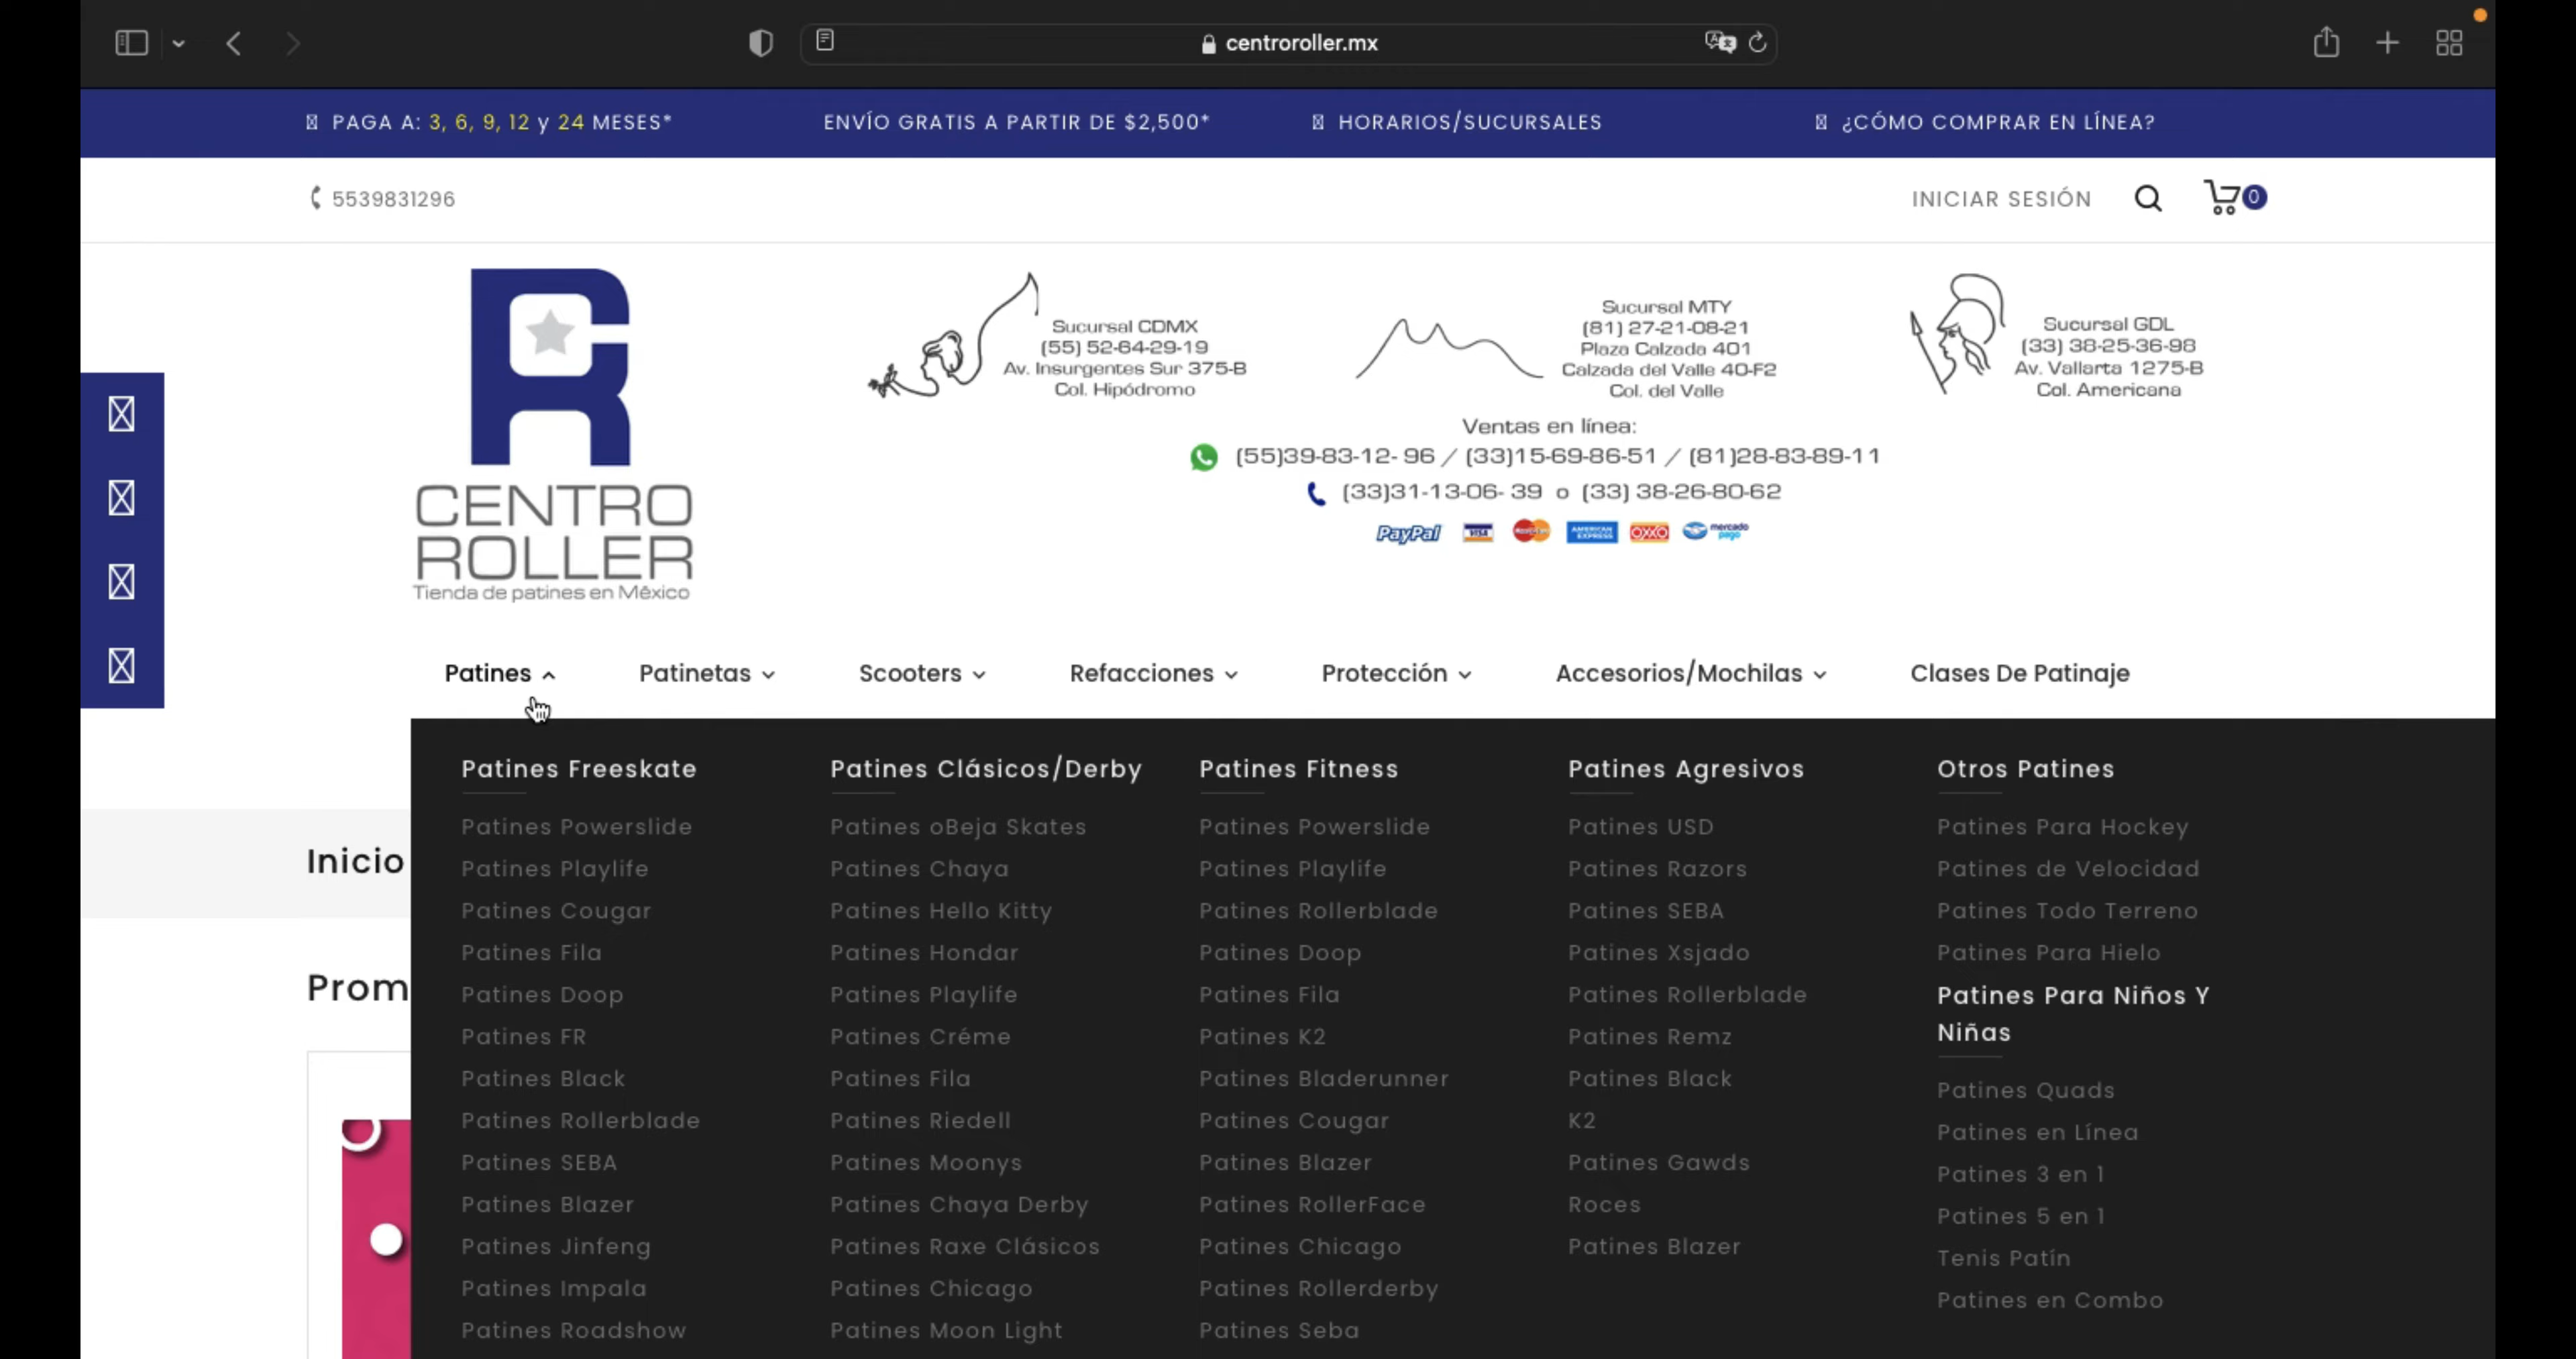 centroroller.mx
PAGA A: 3, 6, 9, 12 y 24 MESES*
ENVÍO GRATIS A PARTIR DE $2,500*
HORARIOS/SUCURSALES
¿CÓMO COMPRAR EN LÍNEA?
5539831296
INICIAR SESIÓN
0
CENTRO
ROLLER
Tienda de patines en México
Sucursal CDMX
(55) 52-64-29-19
Av. Insurgentes Sur 375-B
Col. Hipódromo
Sucursal MTY
(81) 27-21-08-21
Plaza Calzada 401
Calzada del Valle 40-F2
Col. del Valle
Sucursal GDL
(33) 38-25-36-98
Av. Vallarta 1275-B
Col. Americana
Ventas en línea:
(55)39-83-12- 96 / (33)15-69-86-51 / (81)28-83-89-11
(33)31-13-06- 39 o (33) 38-26-80-62
PayPal VISA MasterCard AMERICAN EXPRESS OXXO mercado pago
Patines
Patinetas
Scooters
Refacciones
Protección
Accesorios/Mochilas
Clases De Patinaje
Inicio
Prom
Patines Freeskate
Patines Powerslide
Patines Playlife
Patines Cougar
Patines Fila
Patines Doop
Patines FR
Patines Black
Patines Rollerblade
Patines SEBA
Patines Blazer
Patines Jinfeng
Patines Impala
Patines Roadshow
Patines Clásicos/Derby
Patines oBeja Skates
Patines Chaya
Patines Hello Kitty
Patines Hondar
Patines Playlife
Patines Créme
Patines Fila
Patines Riedell
Patines Moonys
Patines Chaya Derby
Patines Raxe Clásicos
Patines Chicago
Patines Moon Light
Patines Fitness
Patines Powerslide
Patines Playlife
Patines Rollerblade
Patines Doop
Patines Fila
Patines K2
Patines Bladerunner
Patines Cougar
Patines Blazer
Patines RollerFace
Patines Chicago
Patines Rollerderby
Patines Seba
Patines Agresivos
Patines USD
Patines Razors
Patines SEBA
Patines Xsjado
Patines Rollerblade
Patines Remz
Patines Black
K2
Patines Gawds
Roces
Patines Blazer
Otros Patines
Patines Para Hockey
Patines de Velocidad
Patines Todo Terreno
Patines Para Hielo
Patines Para Niños Y
Niñas
Patines Quads
Patines en Línea
Patines 3 en 1
Patines 5 en 1
Tenis Patín
Patines en Combo